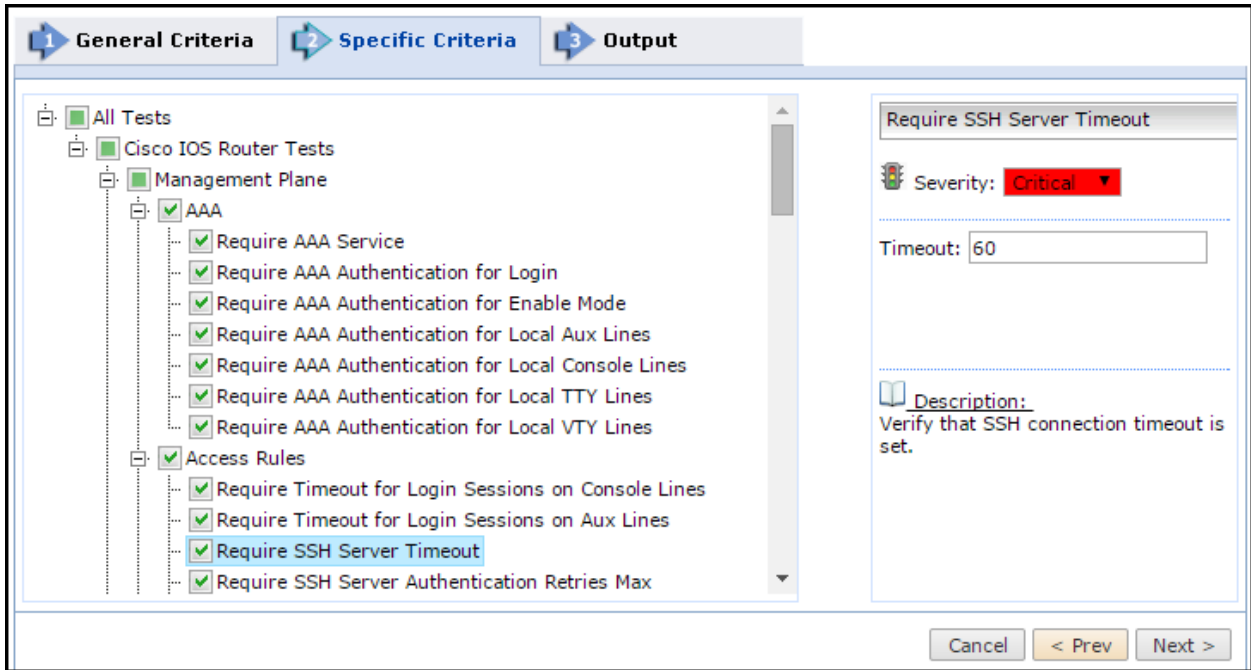 1 General Criteria
2 Specific Criteria
3 Output
All Tests
Cisco IOS Router Tests
Management Plane
AAA
Require AAA Service
Require AAA Authentication for Login
Require AAA Authentication for Enable Mode
Require AAA Authentication for Local Aux Lines
Require AAA Authentication for Local Console Lines
Require AAA Authentication for Local TTY Lines
Require AAA Authentication for Local VTY Lines
Access Rules
Require Timeout for Login Sessions on Console Lines
Require Timeout for Login Sessions on Aux Lines
Require SSH Server Timeout
Require SSH Server Authentication Retries Max
Require SSH Server Timeout
Severity: Critical
Timeout: 60
Description:
Verify that SSH connection timeout is
set.
Cancel
< Prev
Next >